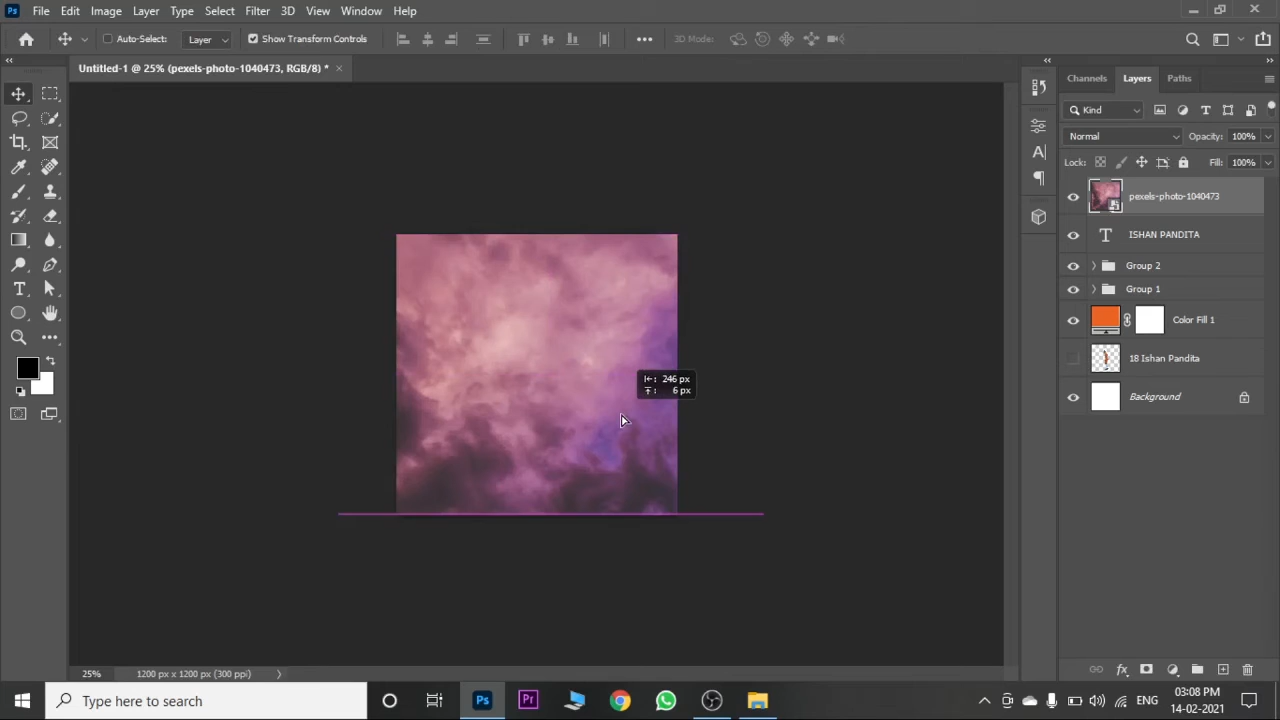 Ps File Edit Image Layer Type Select Filter 3D View Window Help
Auto-Select: Layer Show Transform Controls 3D Mode:
Untitled-1 @ 25% (pexels-photo-1040473, RGB/8) * ×
Channels Layers Paths
Kind
Normal Opacity: 100%
Lock: Fill: 100%
pexels-photo-1040473
ISHAN PANDITA
Group 2
Group 1
Color Fill 1
18 Ishan Pandita
Background
246 px
6 px
25% 1200 px x 1200 px (300 ppi)
Type here to search
Ps Pr
ENG
03:08 PM
14-02-2021